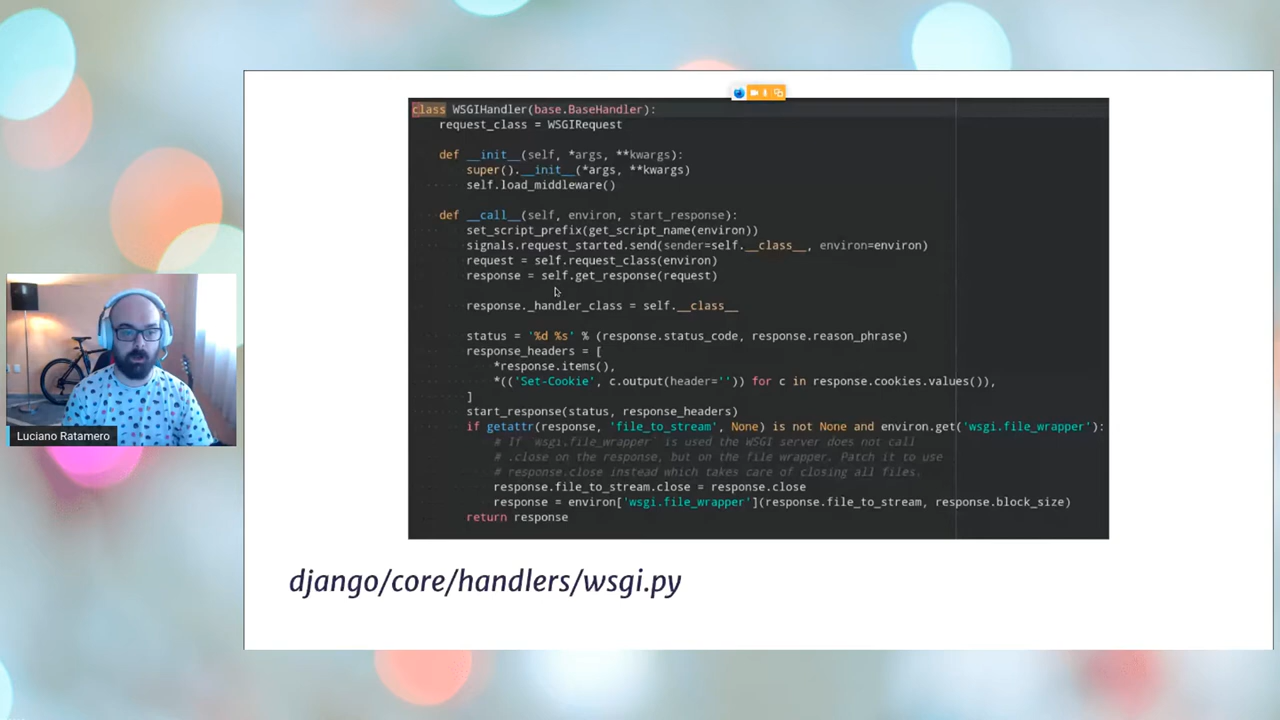 class WSGIHandler(base.BaseHandler):
request_class = WSGIRequest
def __init__(self, *args, **kwargs):
super().__init__(*args, **kwargs)
self.load_middleware()
def __call__(self, environ, start_response):
set_script_prefix(get_script_name(environ))
signals.request_started.send(sender=self.__class__, environ=environ)
request = self.request_class(environ)
response = self.get_response(request)
response._handler_class = self.__class__
status = '%d %s' % (response.status_code, response.reason_phrase)
response_headers = [
*response.items(),
*(('Set-Cookie', c.output(header='')) for c in response.cookies.values()),
]
start_response(status, response_headers)
if getattr(response, 'file_to_stream', None) is not None and environ.get('wsgi.file_wrapper'):
# If `wsgi.file_wrapper` is used the WSGI server does not call
# .close on the response, but on the file wrapper. Patch it to use
# response.close instead which takes care of closing all files.
response.file_to_stream.close = response.close
response = environ['wsgi.file_wrapper'](response.file_to_stream, response.block_size)
return response
Luciano Ratamero
django/core/handlers/wsgi.py